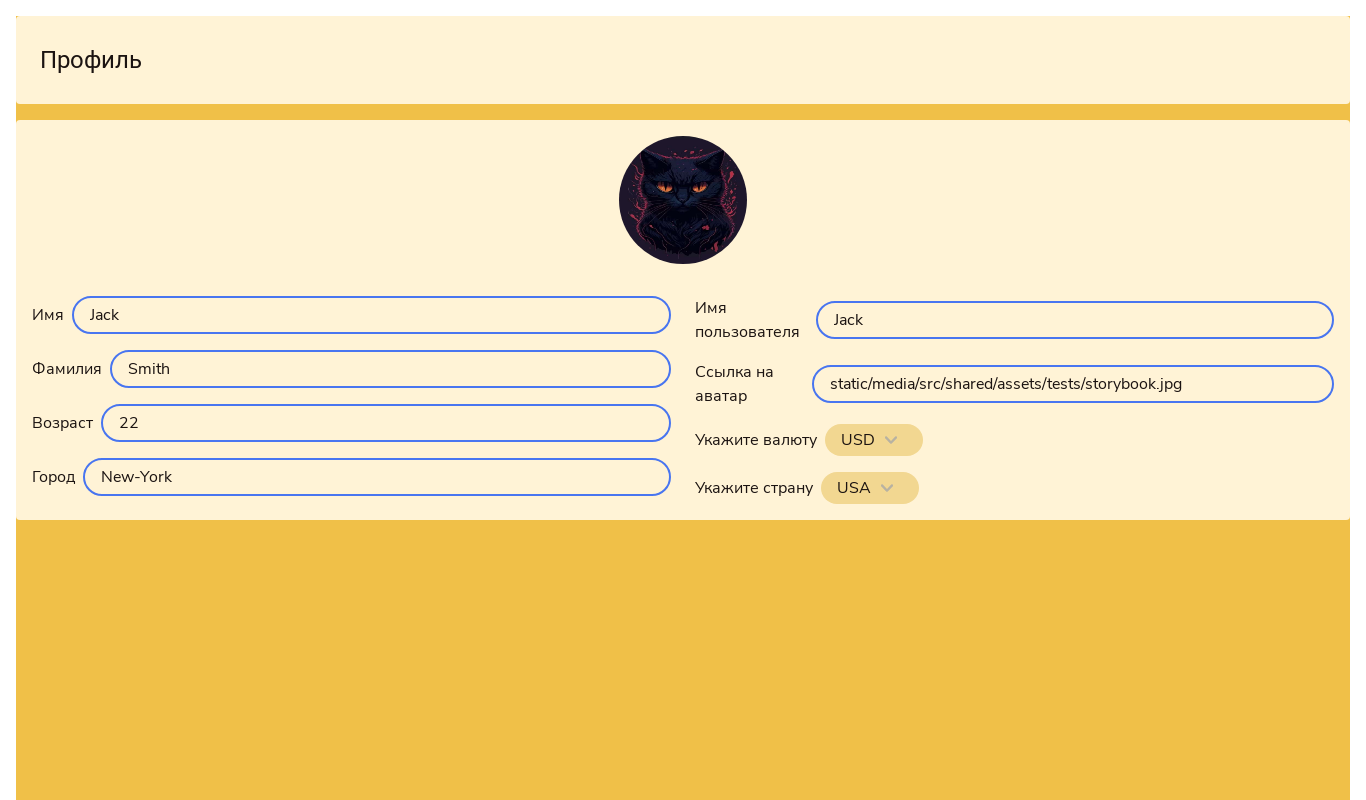 Профиль
Имя
Jack
Фамилия
Smith
Возраст
22
Город
New-York
Имя
пользователя
Jack
Ссылка на
аватар
static/media/src/shared/assets/tests/storybook.jpg
Укажите валюту
USD
Укажите страну
USA